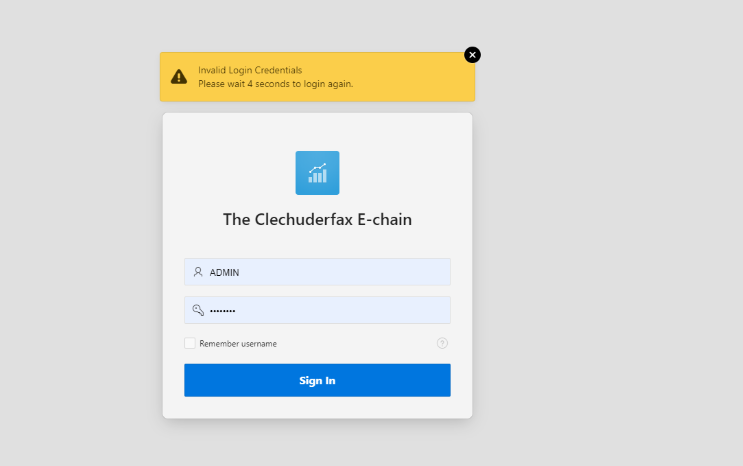 Invalid Login Credentials
Please wait 4 seconds to login again.
The Clechuderfax E-chain
ADMIN
••••••••
Remember username
?
Sign In